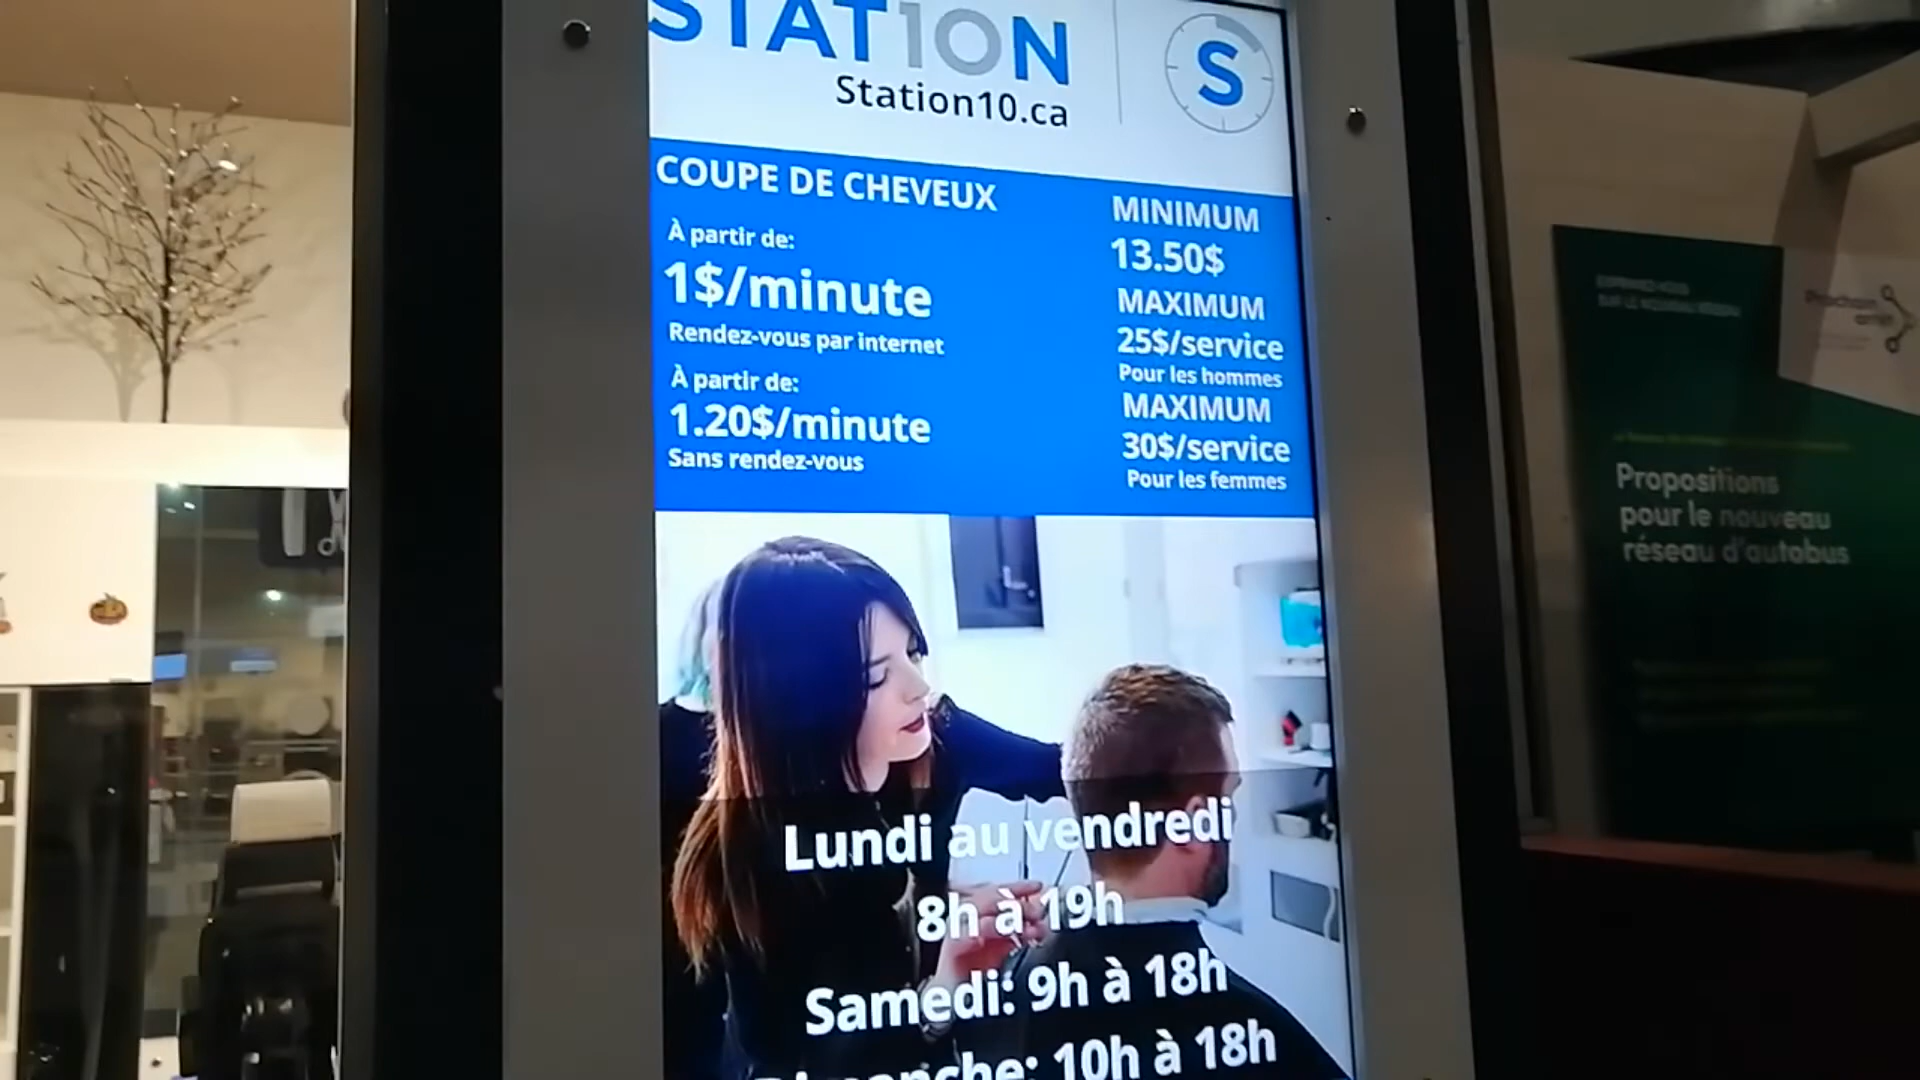 STAT10N
Station10.ca
S
COUPE DE CHEVEUX
À partir de:
1$/minute
Rendez-vous par internet
À partir de:
1.20$/minute
Sans rendez-vous
MINIMUM
13.50$
MAXIMUM
25$/service
Pour les hommes
MAXIMUM
30$/service
Pour les femmes
Lundi au vendredi
8h à 19h
Samedi: 9h à 18h
Dimanche: 10h à 18h
Propositions
pour le nouveau
réseau d'autobus